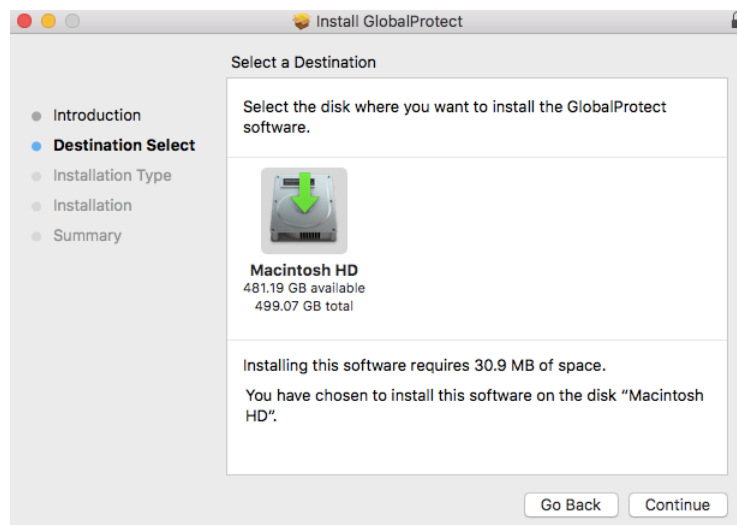 Install GlobalProtect
Select a Destination
Introduction
Destination Select
Installation Type
Installation
Summary
Select the disk where you want to install the GlobalProtect
software.
Macintosh HD
481.19 GB available
499.07 GB total
Installing this software requires 30.9 MB of space.
You have chosen to install this software on the disk “Macintosh
HD”.
Go Back
Continue